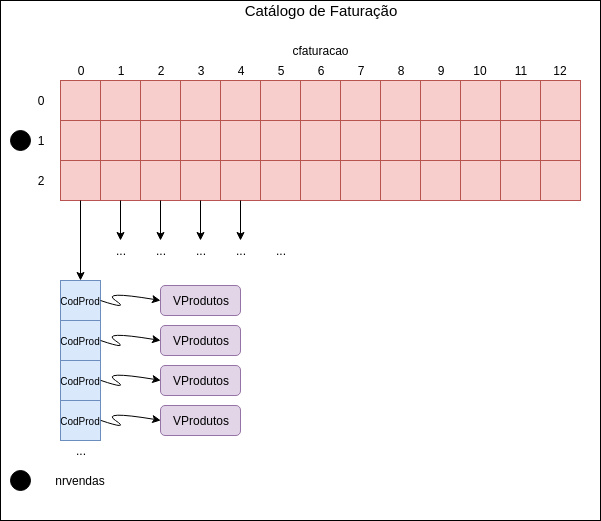 Catálogo de Faturação
cfaturacao
0 1 2 3 4 5 6 7 8 9 10 11 12
0
1
2
... ... ... ... ...
CodProd VProdutos
CodProd VProdutos
CodProd VProdutos
CodProd VProdutos
...
nrvendas